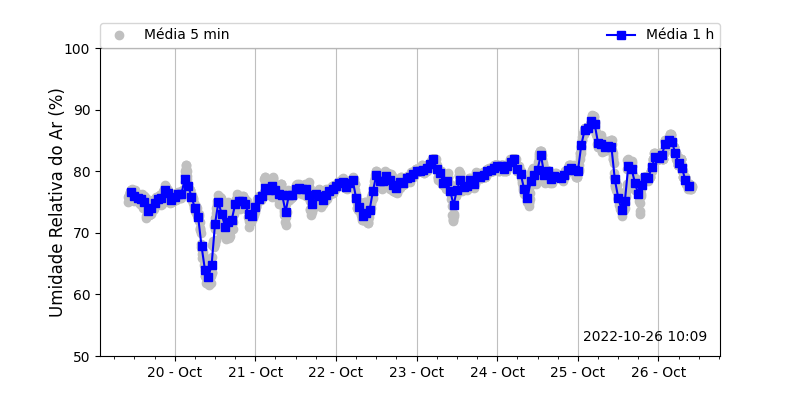 Média 5 min
Média 1 h
100
90
80
70
60
50
Umidade Relativa do Ar (%)
2022-10-26 10:09
20 - Oct
21 - Oct
22 - Oct
23 - Oct
24 - Oct
25 - Oct
26 - Oct